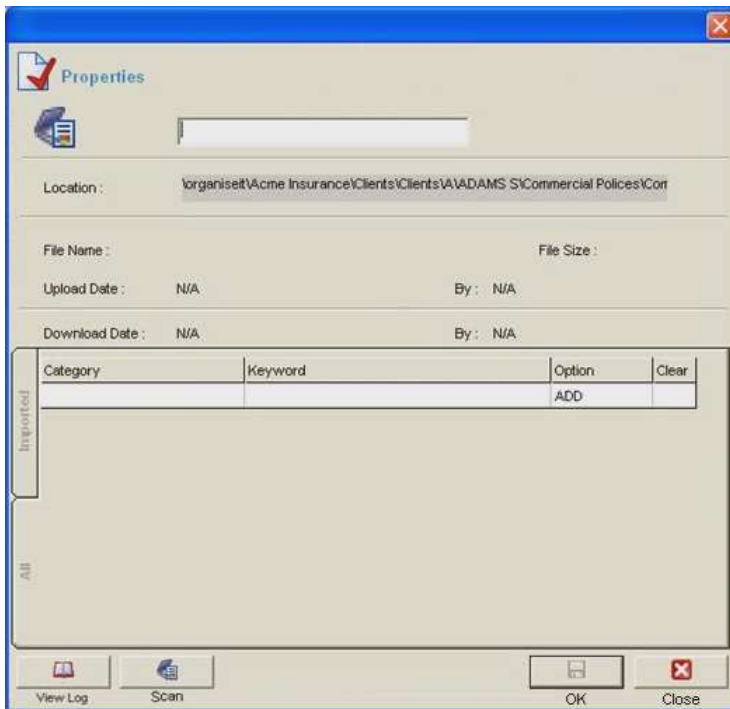 Properties
Location : \organiseit\Acme Insurance\Clients\Clients\A\ADAMS S\Commercial Polices\Com
File Name : File Size :
Upload Date : N/A By : N/A
Download Date : N/A By : N/A
Category Keyword Option Clear
ADD
Imported
All
View Log Scan OK Close